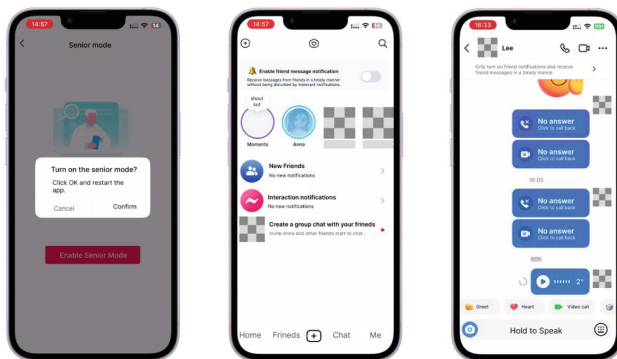 14:57
14
Senior mode
Turn on the senior mode?
Click OK and restart the
app.
Cancel
Confirm
Enable Senior Mode
14:57
Enable friend message notification
Receive messages from friends in a timely manner
without being disturbed by irrelevant notifications.
shout
out
Moments
Anna
New Friends
No new notifications
Interaction notifications
No new notifications
Create a group chat with your frineds
Invite Anna and other friends start to chat...
Home
Frineds
Chat
Me
16:33
Lee
Only turn on friend notifications and receive
friend messages in a timely manne
No answer
Click to call back
No answer
Click to call back
16:05
No answer
Click to call back
No answer
Click to call back
2"
Greet
Heart
Video call
Hold to Speak